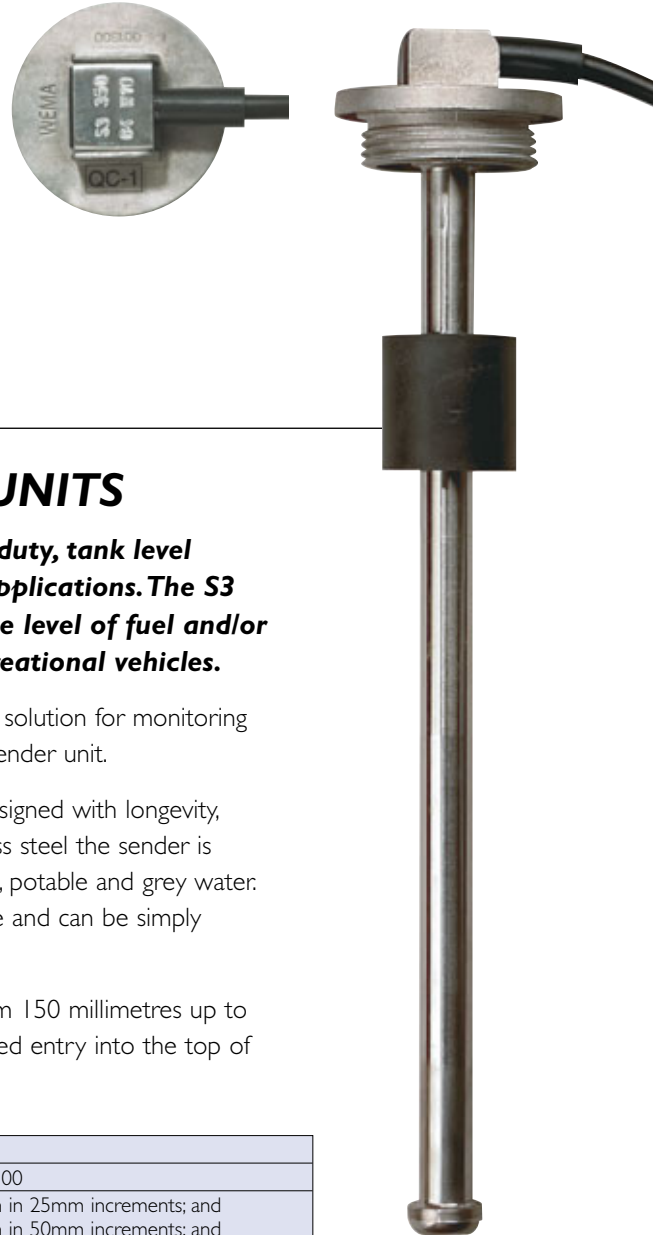 WEMA
S3 350
QC-1
UNITS
duty, tank level
pplications. The S3
e level of fuel and/or
reational vehicles.
solution for monitoring
ender unit.
signed with longevity,
ss steel the sender is
, potable and grey water.
e and can be simply
m 150 millimetres up to
ed entry into the top of
00
n in 25mm increments; and
n in 50mm increments; and